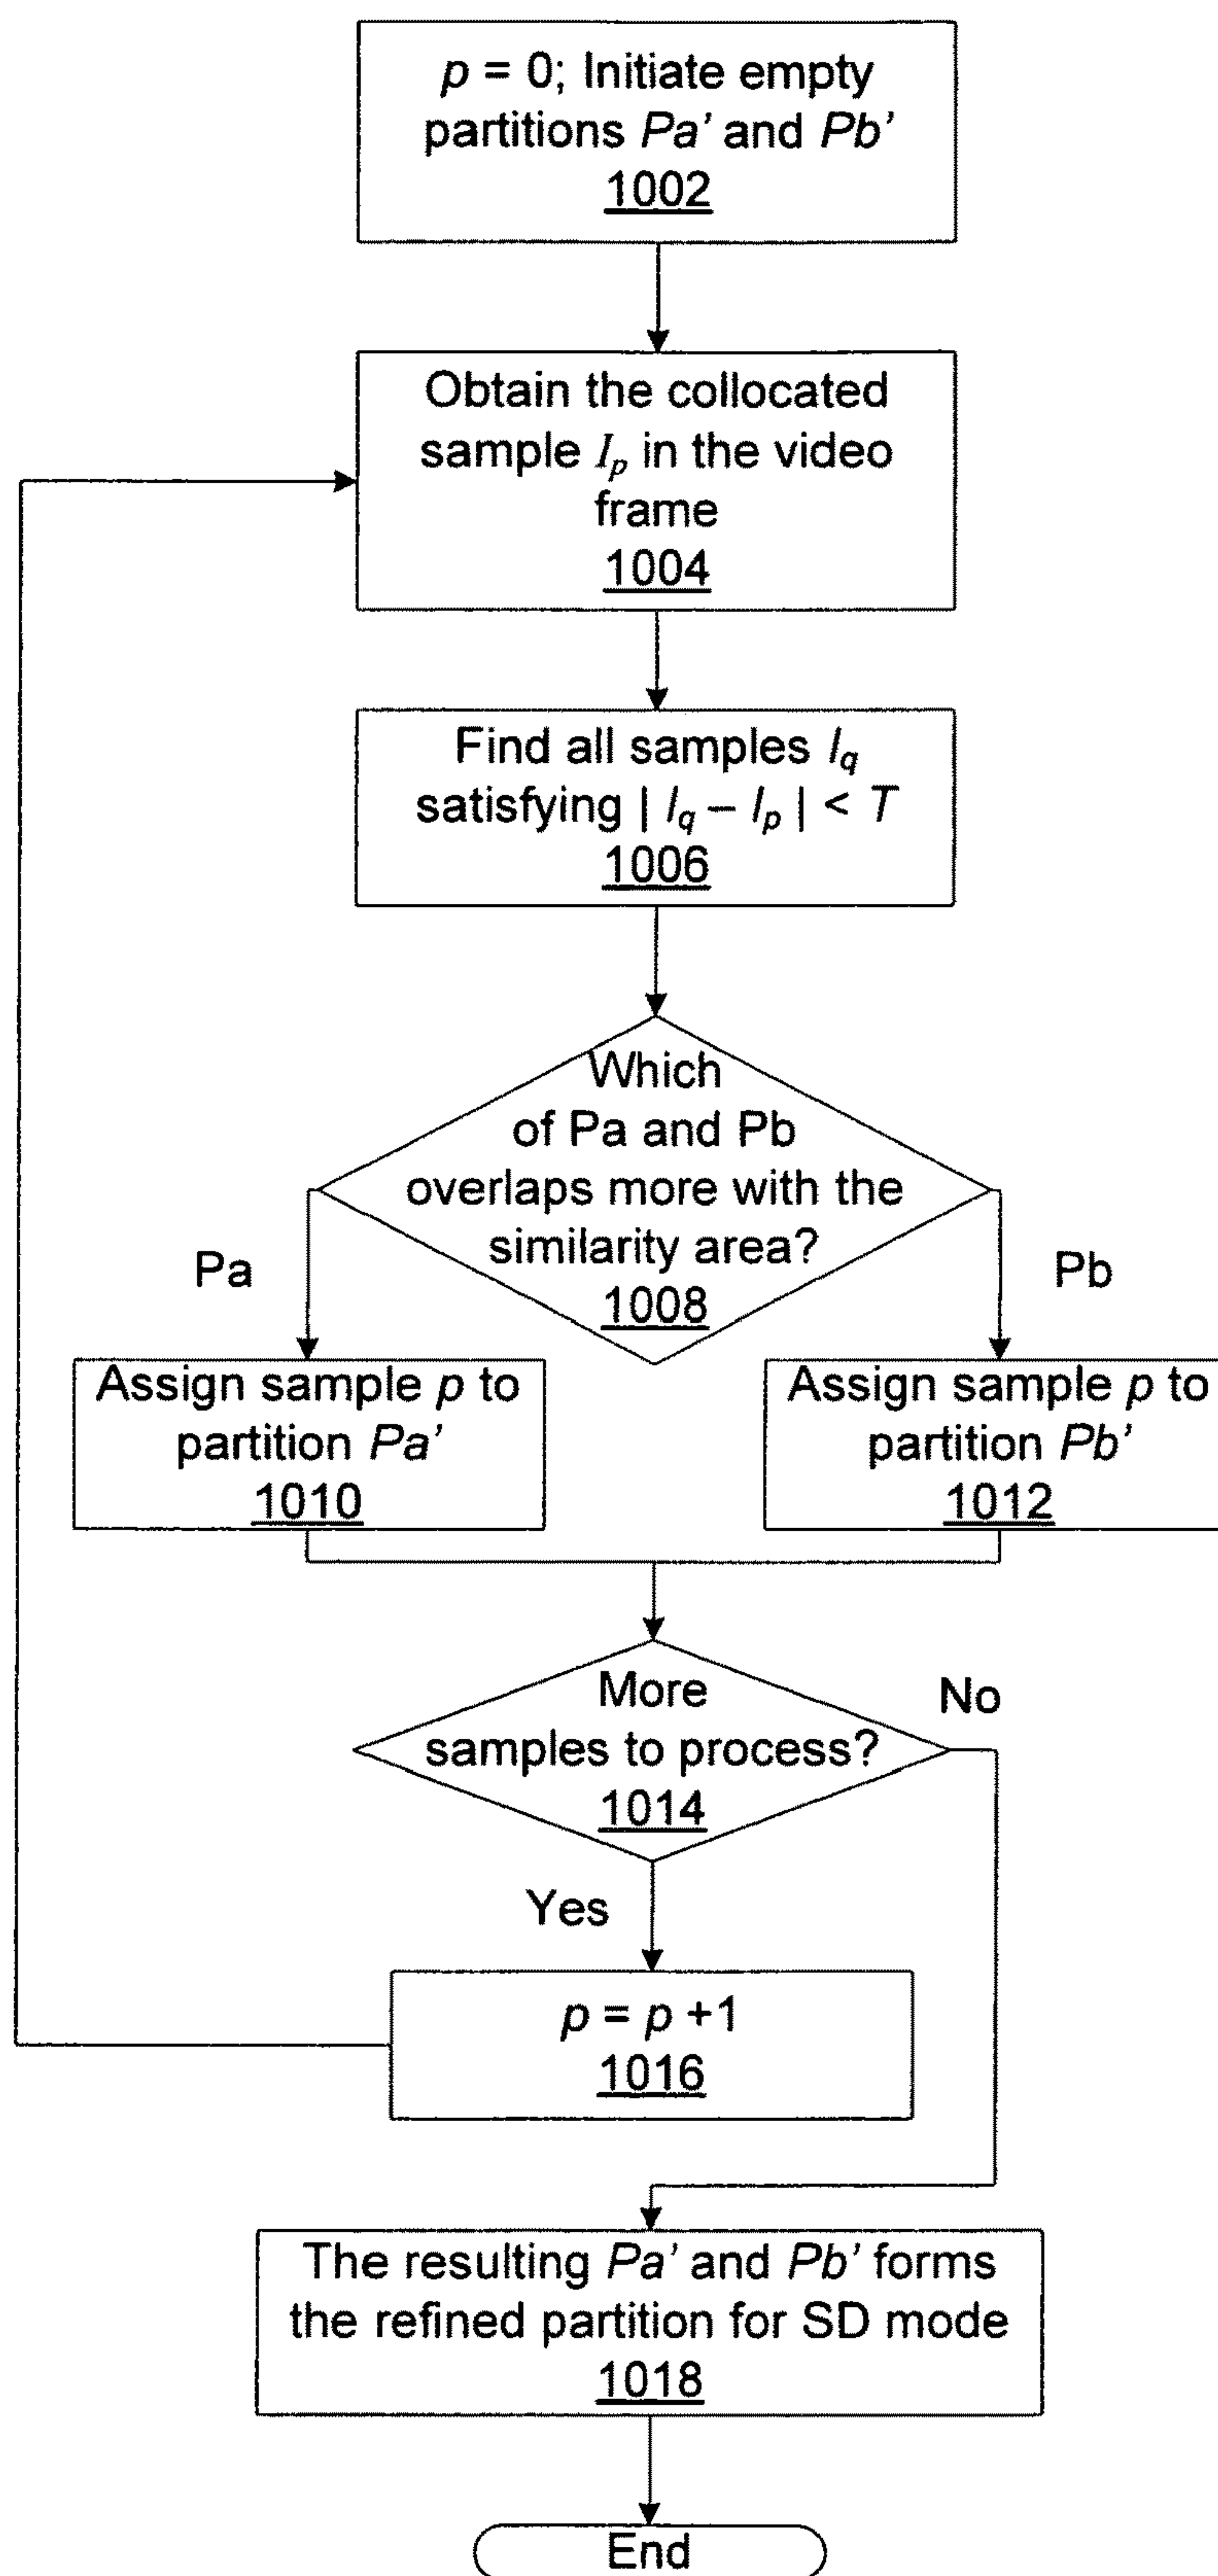 p = 0; Initiate empty
partitions Pa’ and Pb’
1002
Obtain the collocated
sample Ip in the video
frame
1004
Find all samples Iq
satisfying | Iq – Ip | < T
1006
Which
of Pa and Pb
overlaps more with the
similarity area?
1008
Pa
Pb
Assign sample p to
partition Pa’
1010
Assign sample p to
partition Pb’
1012
More
samples to process?
1014
No
Yes
p = p +1
1016
The resulting Pa’ and Pb’ forms
the refined partition for SD mode
1018
End